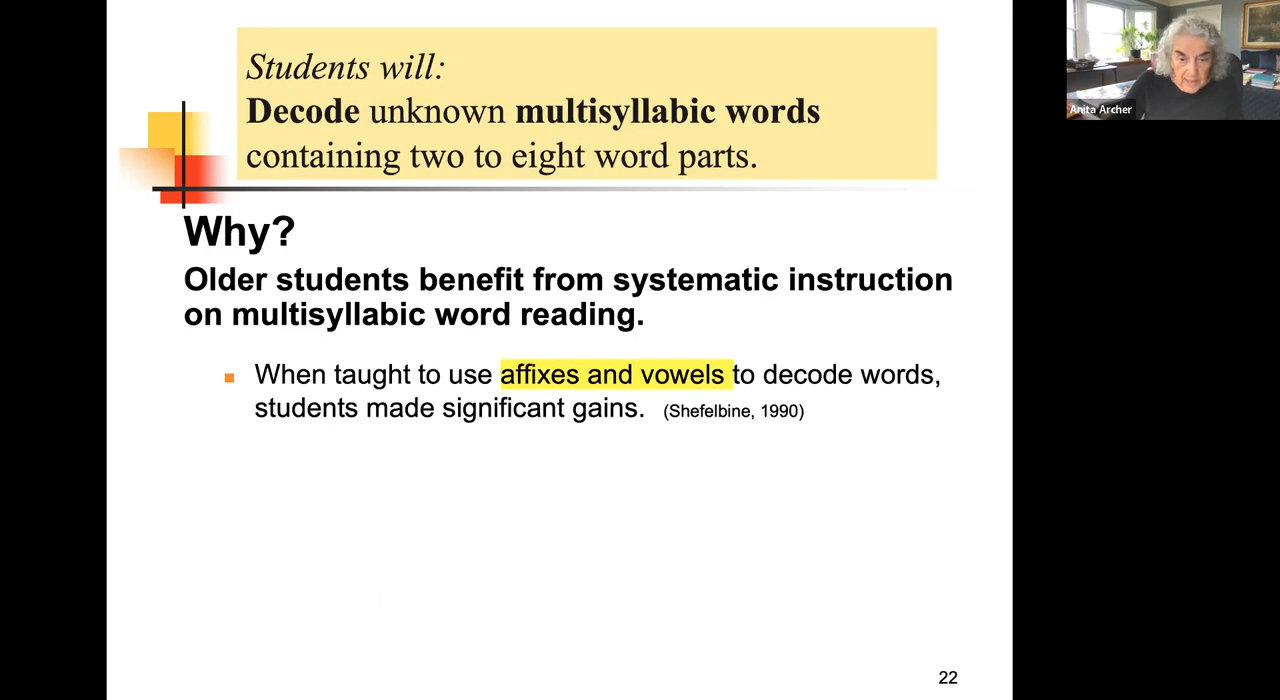 Students will:
Decode unknown multisyllabic words
containing two to eight word parts.
Anita Archer
Why?
Older students benefit from systematic instruction
on multisyllabic word reading.
When taught to use affixes and vowels to decode words,
students made significant gains. (Shefelbine, 1990)
22